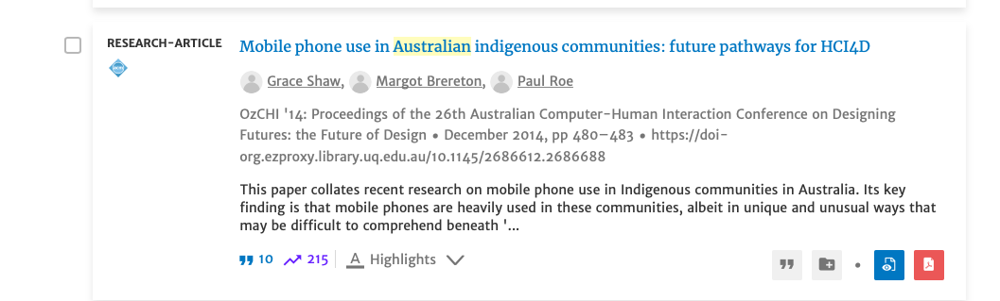 RESEARCH-ARTICLE
Mobile phone use in Australian indigenous communities: future pathways for HCI4D
Grace Shaw, Margot Brereton, Paul Roe
OzCHI '14: Proceedings of the 26th Australian Computer-Human Interaction Conference on Designing
Futures: the Future of Design • December 2014, pp 480–483 • https://doi-
org.ezproxy.library.uq.edu.au/10.1145/2686612.2686688
This paper collates recent research on mobile phone use in Indigenous communities in Australia. Its key
finding is that mobile phones are heavily used in these communities, albeit in unique and unusual ways that
may be difficult to comprehend beneath '...
10 215 A Highlights